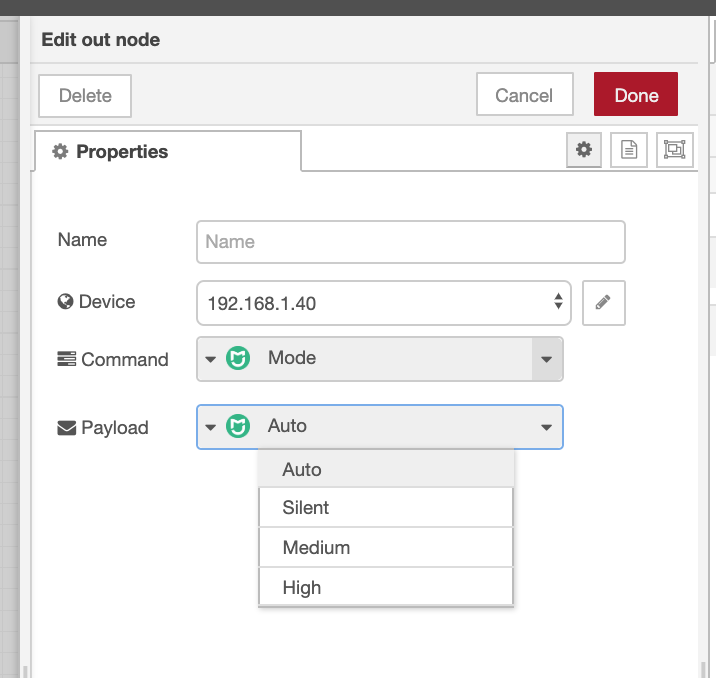 Edit out node
Delete
Cancel
Done
Properties
Name
Name
Device
192.168.1.40
Command
Mode
Payload
Auto
Auto
Silent
Medium
High